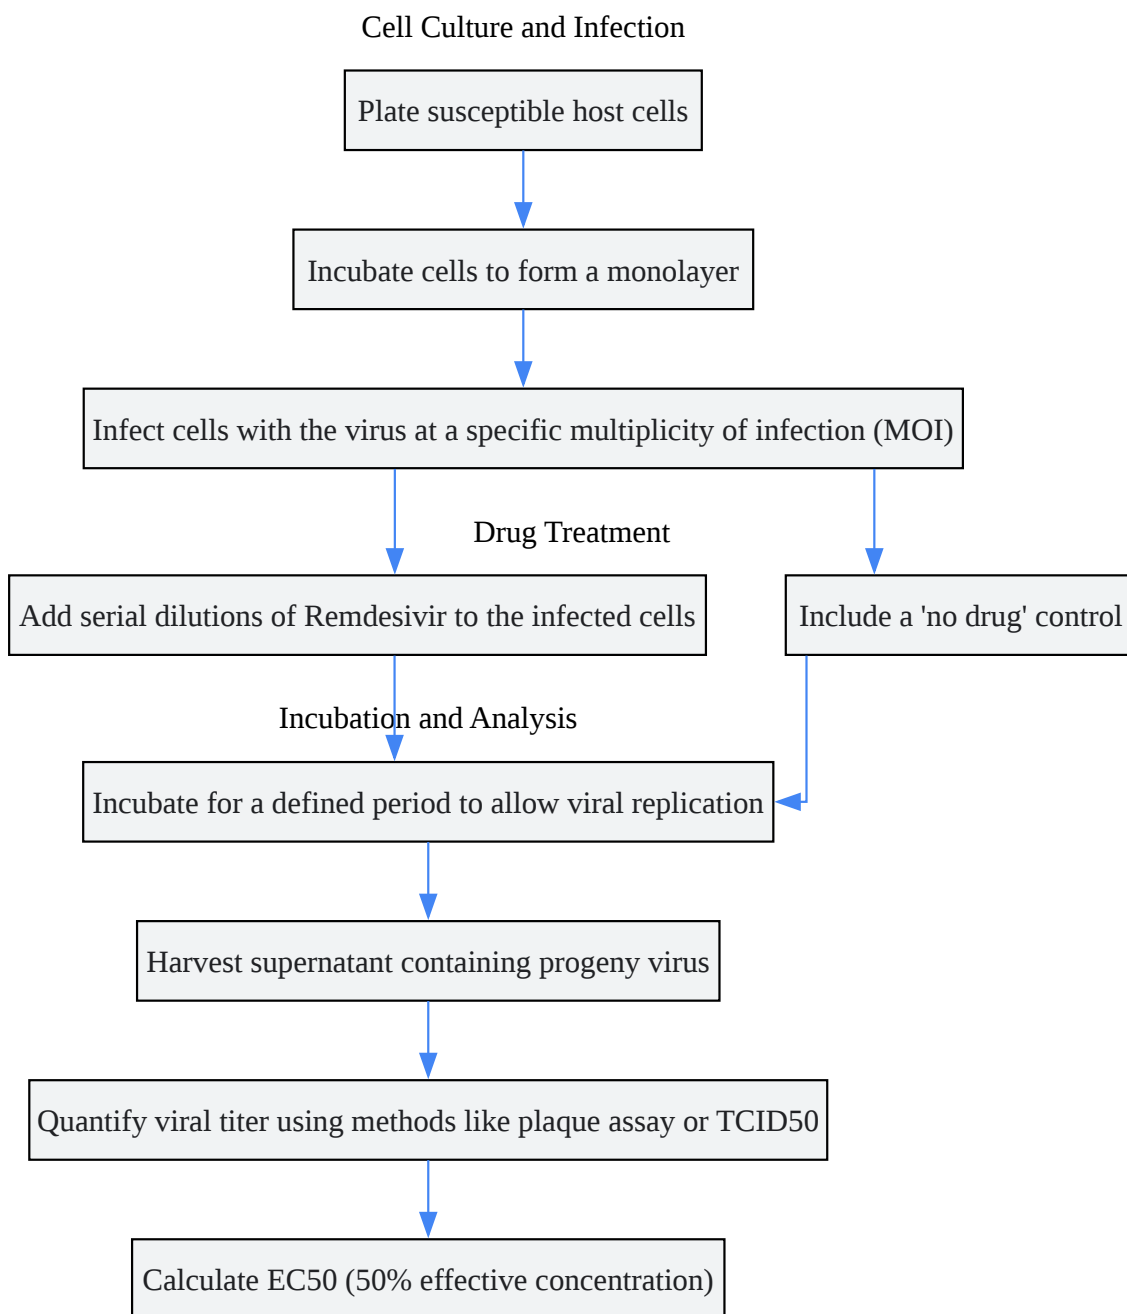 Cell Culture and Infection
Plate susceptible host cells
Incubate cells to form a monolayer
Infect cells with the virus at a specific multiplicity of infection (MOI)
Drug Treatment
Add serial dilutions of Remdesivir to the infected cells
Include a 'no drug' control
Incubation and Analysis
Incubate for a defined period to allow viral replication
Harvest supernatant containing progeny virus
Quantify viral titer using methods like plaque assay or TCID50
Calculate EC50 (50% effective concentration)